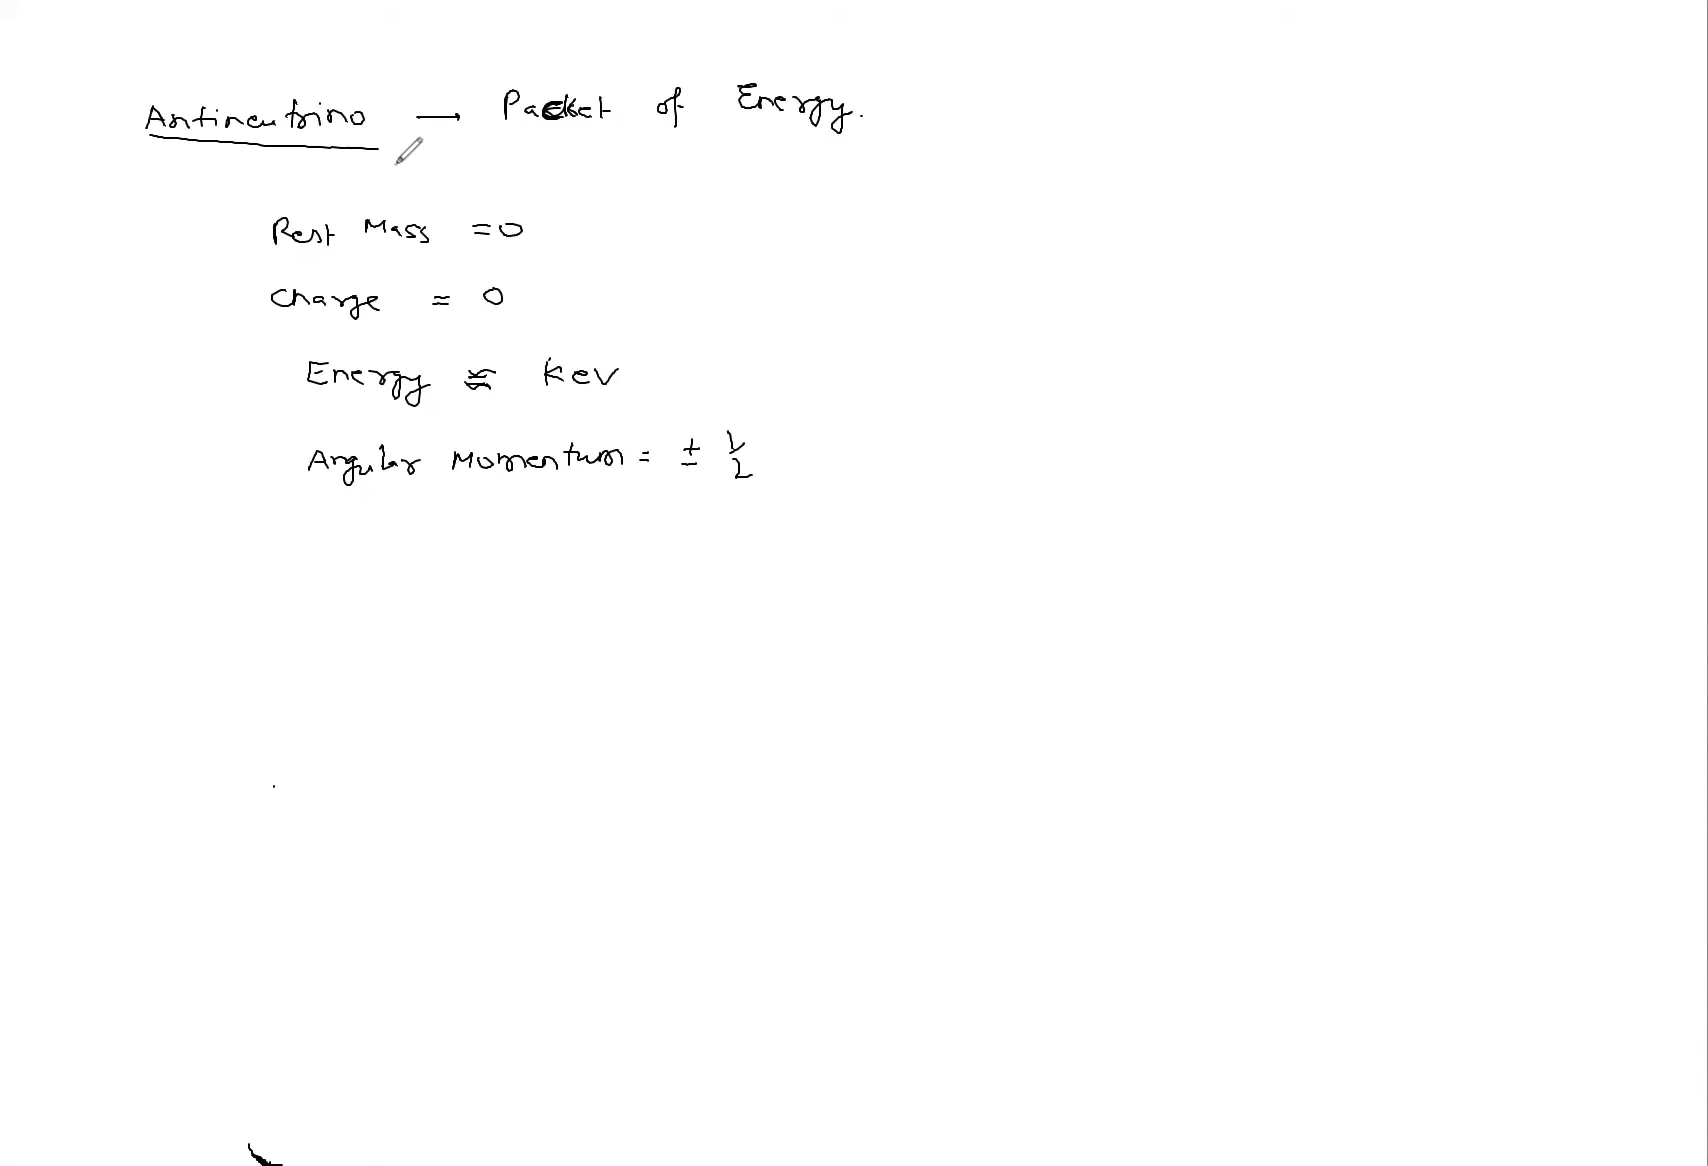 Antineutrino → Packet of Energy.
Rest Mass = 0
Charge = 0
Energy ≈ keV
Angular Momentum = ± 1/2